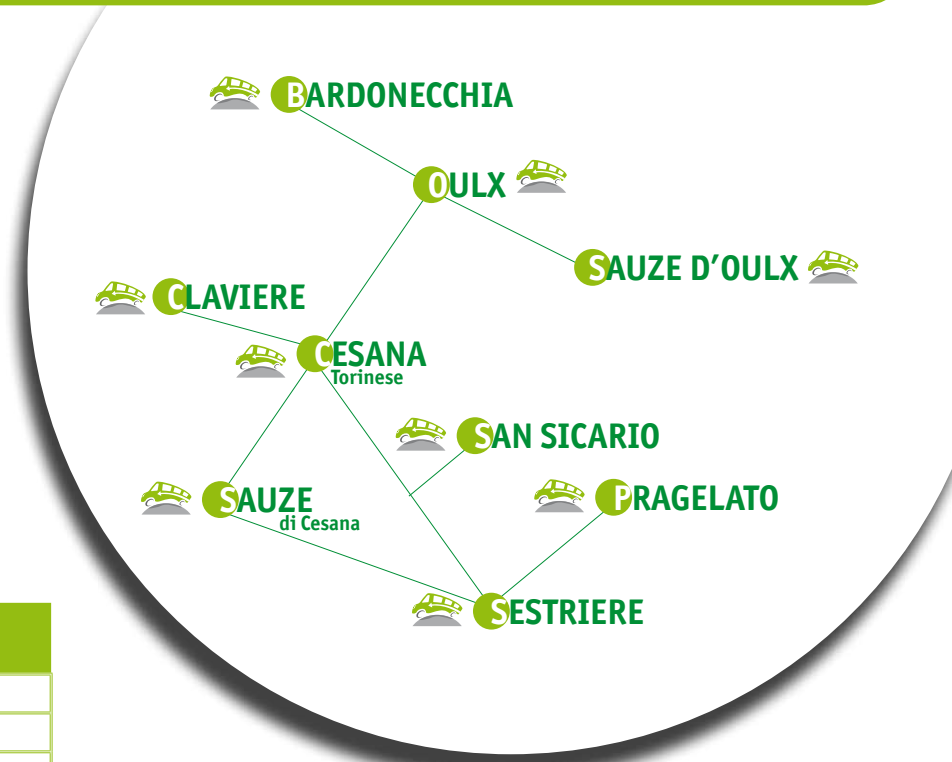 BARDONECCHIA
OULX
SAUZE D’OULX
CLAVIERE
CESANA
Torinese
SAN SICARIO
SAUZE
di Cesana
PRAGELATO
SESTRIERE